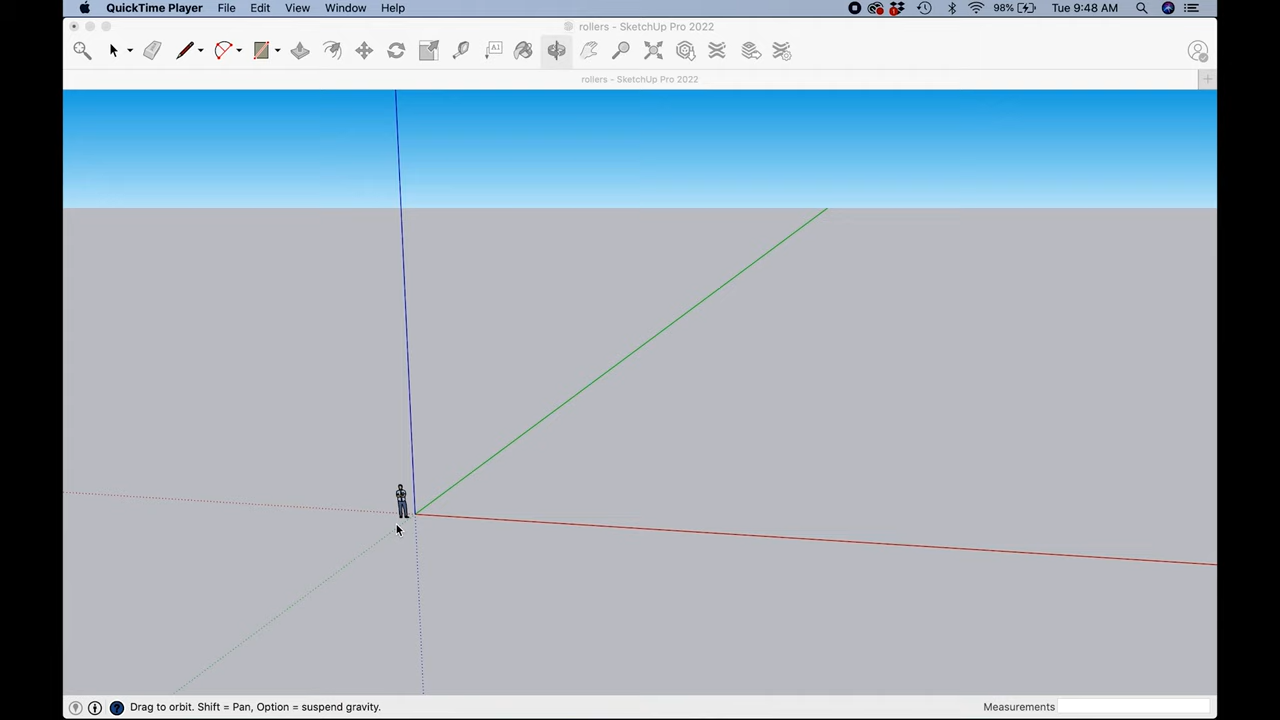 QuickTime Player File Edit View Window Help 98% Tue 9:48 AM
rollers - SketchUp Pro 2022
A1
rollers - SketchUp Pro 2022
Drag to orbit. Shift = Pan, Option = suspend gravity. Measurements